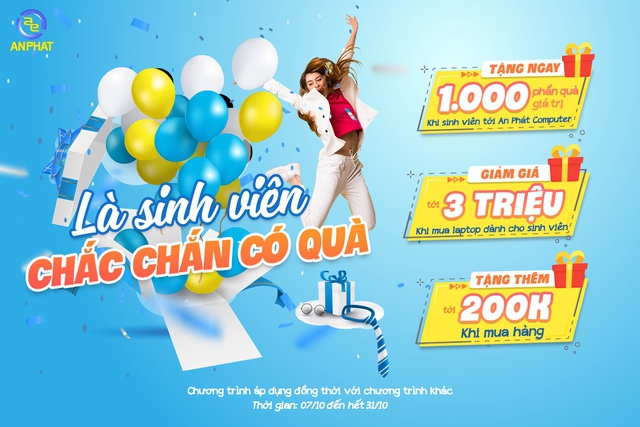 ae
ANPHAT
Là sinh viên
CHẮC CHẮN CÓ QUÀ
TẶNG NGAY
1.000 phần quà
giá trị
Khi sinh viên tới An Phát Computer
GIẢM GIÁ
tới 3 TRIỆU
Khi mua laptop dành cho sinh viên
TẶNG THÊM
tới 200K
Khi mua hàng
Chương trình áp dụng đồng thời với chương trình khác
Thời gian: 07/10 đến hết 31/10